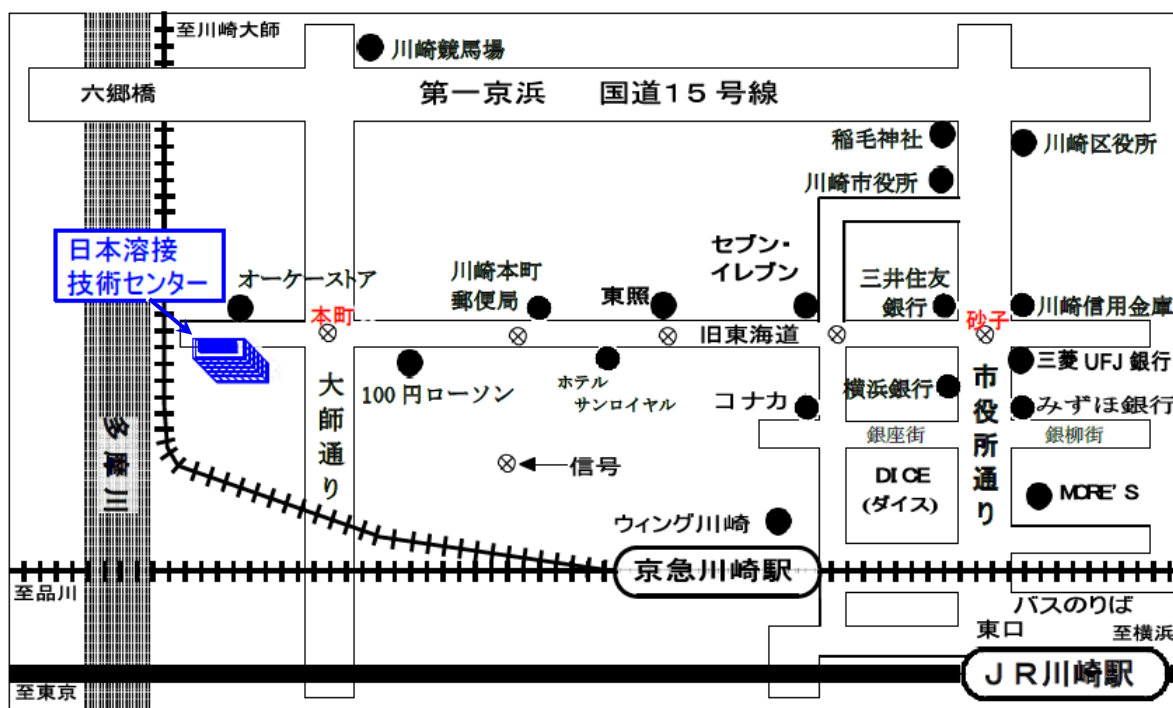 至川崎大師
川崎競馬場
六郷橋
第一京浜　国道15号線
稲毛神社
川崎区役所
川崎市役所
日本溶接
技術センター
オーケーストア
川崎本町
郵便局
東照
セブン・
イレブン
三井住友
銀行
川崎信用金庫
本町
旧東海道
砂子
100円ローソン
ホテル
サンロイヤル
コナカ
横浜銀行
三菱UFJ銀行
みずほ銀行
大師通り
市役所通り
銀座街
銀柳街
多摩川
信号
DICE
(ダイス)
MORE'S
ウィング川崎
京急川崎駅
至品川
バスのりば
東口
至横浜
JR川崎駅
至東京